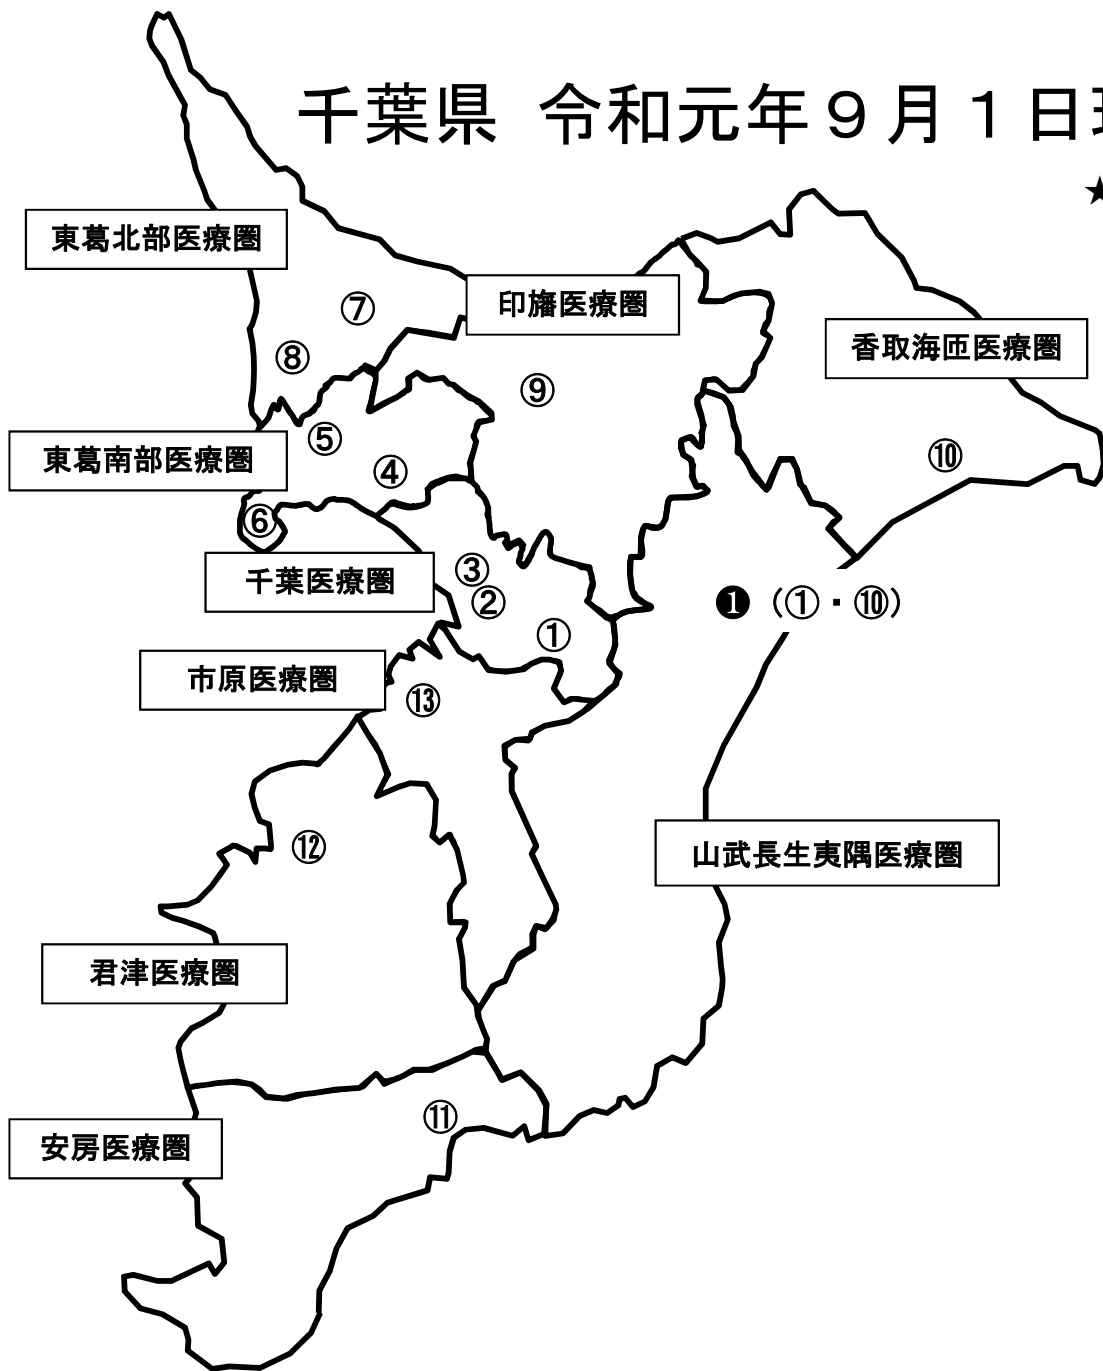 千葉県 令和元年９月１日現
★
東葛北部医療圏
印旛医療圏
⑦
香取海匝医療圏
⑧
⑨
⑤
東葛南部医療圏
④
⑩
⑥
③
千葉医療圏
②
❶（①・⑩）
①
市原医療圏
⑬
⑫
山武長生夷隅医療圏
君津医療圏
⑪
安房医療圏